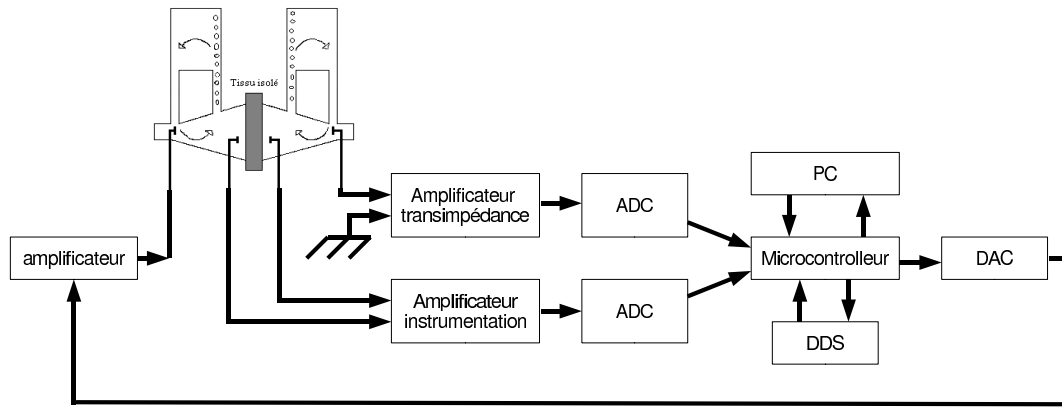 Tissu isolé
Amplificateur
transimpédance
ADC
PC
amplificateur
Microcontrolleur
DAC
Amplificateur
instrumentation
ADC
DDS